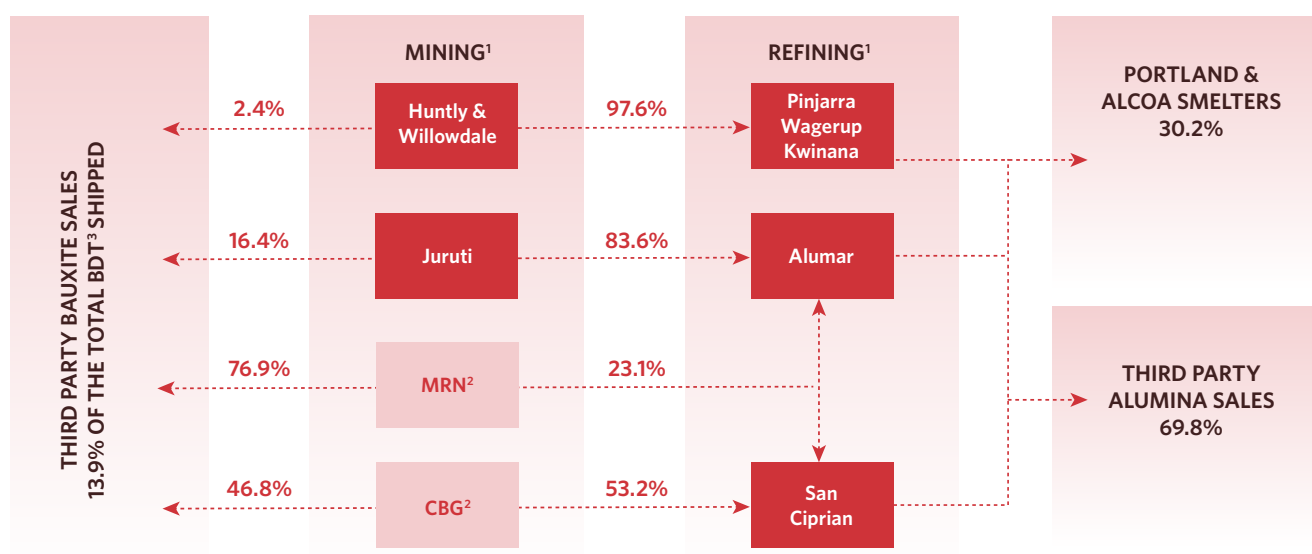 THIRD PARTY BAUXITE SALES
13.9% OF THE TOTAL BDT³ SHIPPED
MINING¹
REFINING¹
2.4%
Huntly &
Willowdale
97.6%
Pinjarra
Wagerup
Kwinana
16.4%
Juruti
83.6%
Alumar
76.9%
MRN²
23.1%
46.8%
CBG²
53.2%
San
Ciprian
PORTLAND &
ALCOA SMELTERS
30.2%
THIRD PARTY
ALUMINA SALES
69.8%